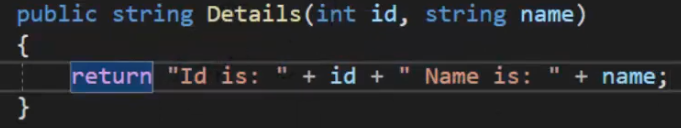 public string Details(int id, string name)
{
return "Id is: " + id + " Name is: " + name;
}